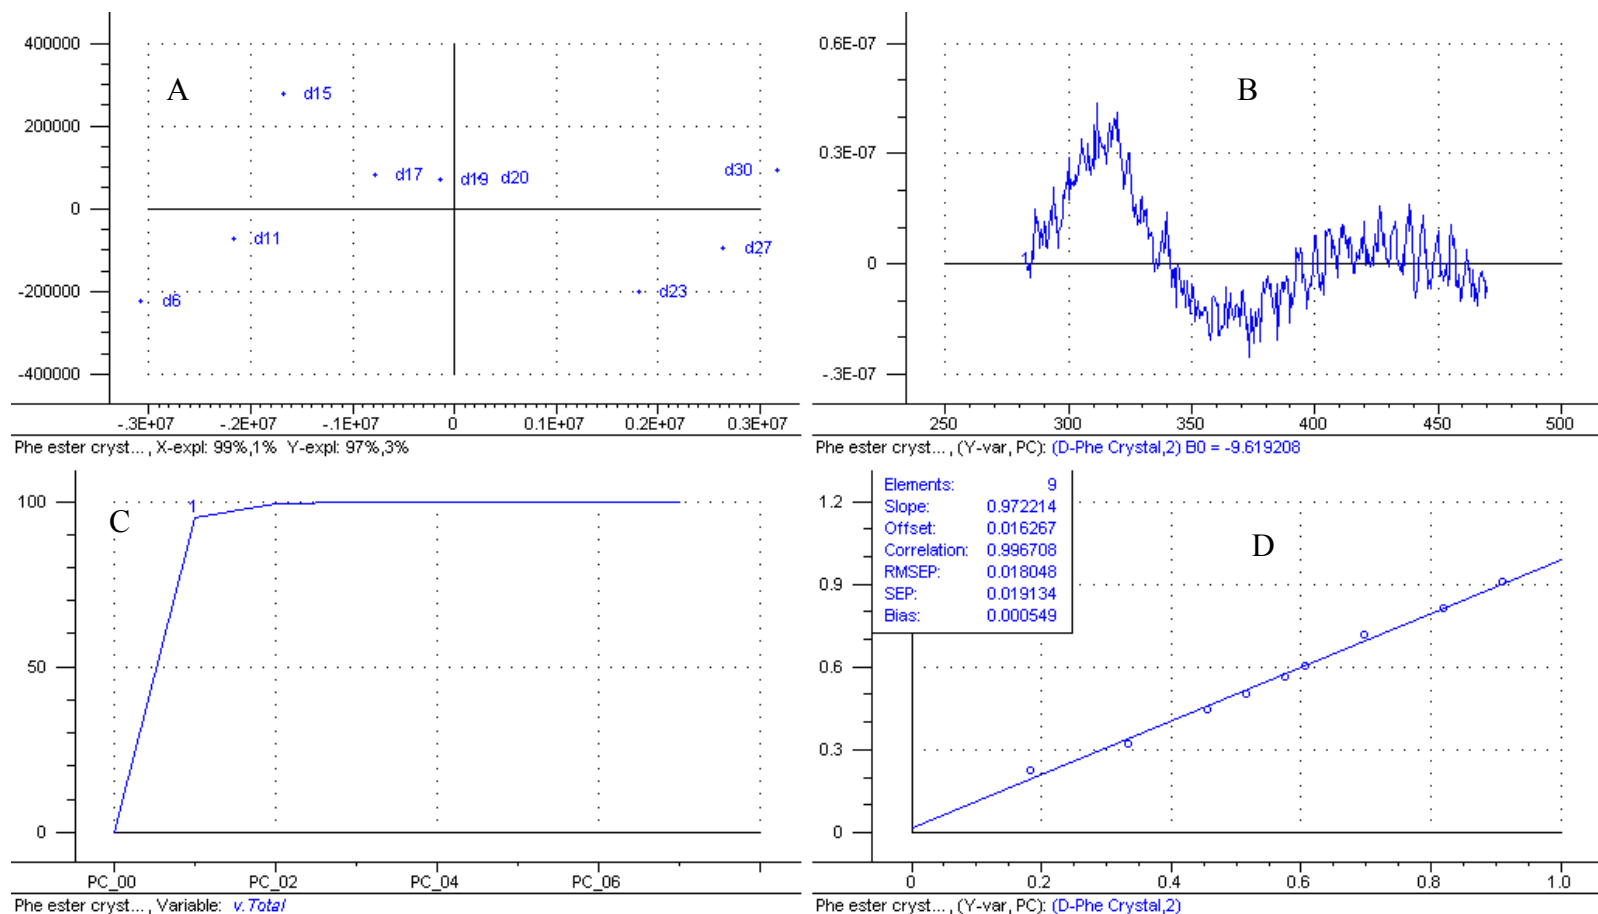 400000
200000
0
-200000
-400000
A
d15
d17
d19
d20
d30
d11
d27
d23
d6
-.3E+07
-.2E+07
-.1E+07
0
0.1E+07
0.2E+07
0.3E+07
Phe ester cryst... , X-expl: 99%,1% Y-expl: 97%,3%
0.6E-07
0.3E-07
0
-.3E-07
B
1
250
300
350
400
450
500
Phe ester cryst... , (Y-var, PC): (D-Phe Crystal,2) B0 = -9.619208
100
50
0
1
C
PC_00
PC_02
PC_04
PC_06
Phe ester cryst... , Variable: v.Total
Elements: 9
Slope: 0.972214
Offset: 0.016267
Correlation: 0.996708
RMSEP: 0.018048
SEP: 0.019134
Bias: 0.000549
1.2
0.9
0.6
0.3
0
D
0
0.2
0.4
0.6
0.8
1.0
Phe ester cryst... , (Y-var, PC): (D-Phe Crystal,2)